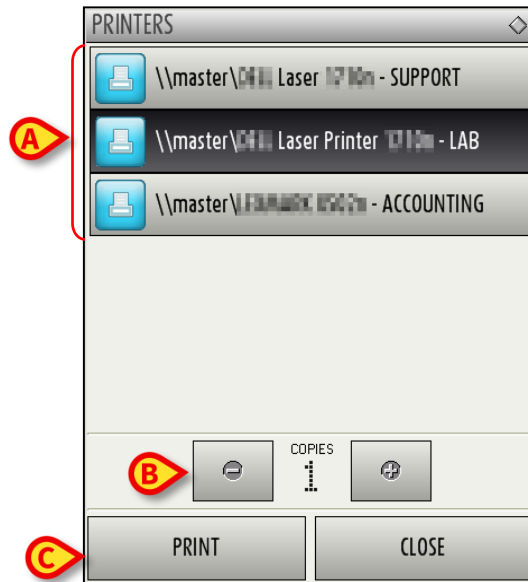 PRINTERS
\\master\ Laser - SUPPORT
A
\\master\ Laser Printer - LAB
\\master\ - ACCOUNTING
COPIES
B
1
C
PRINT CLOSE